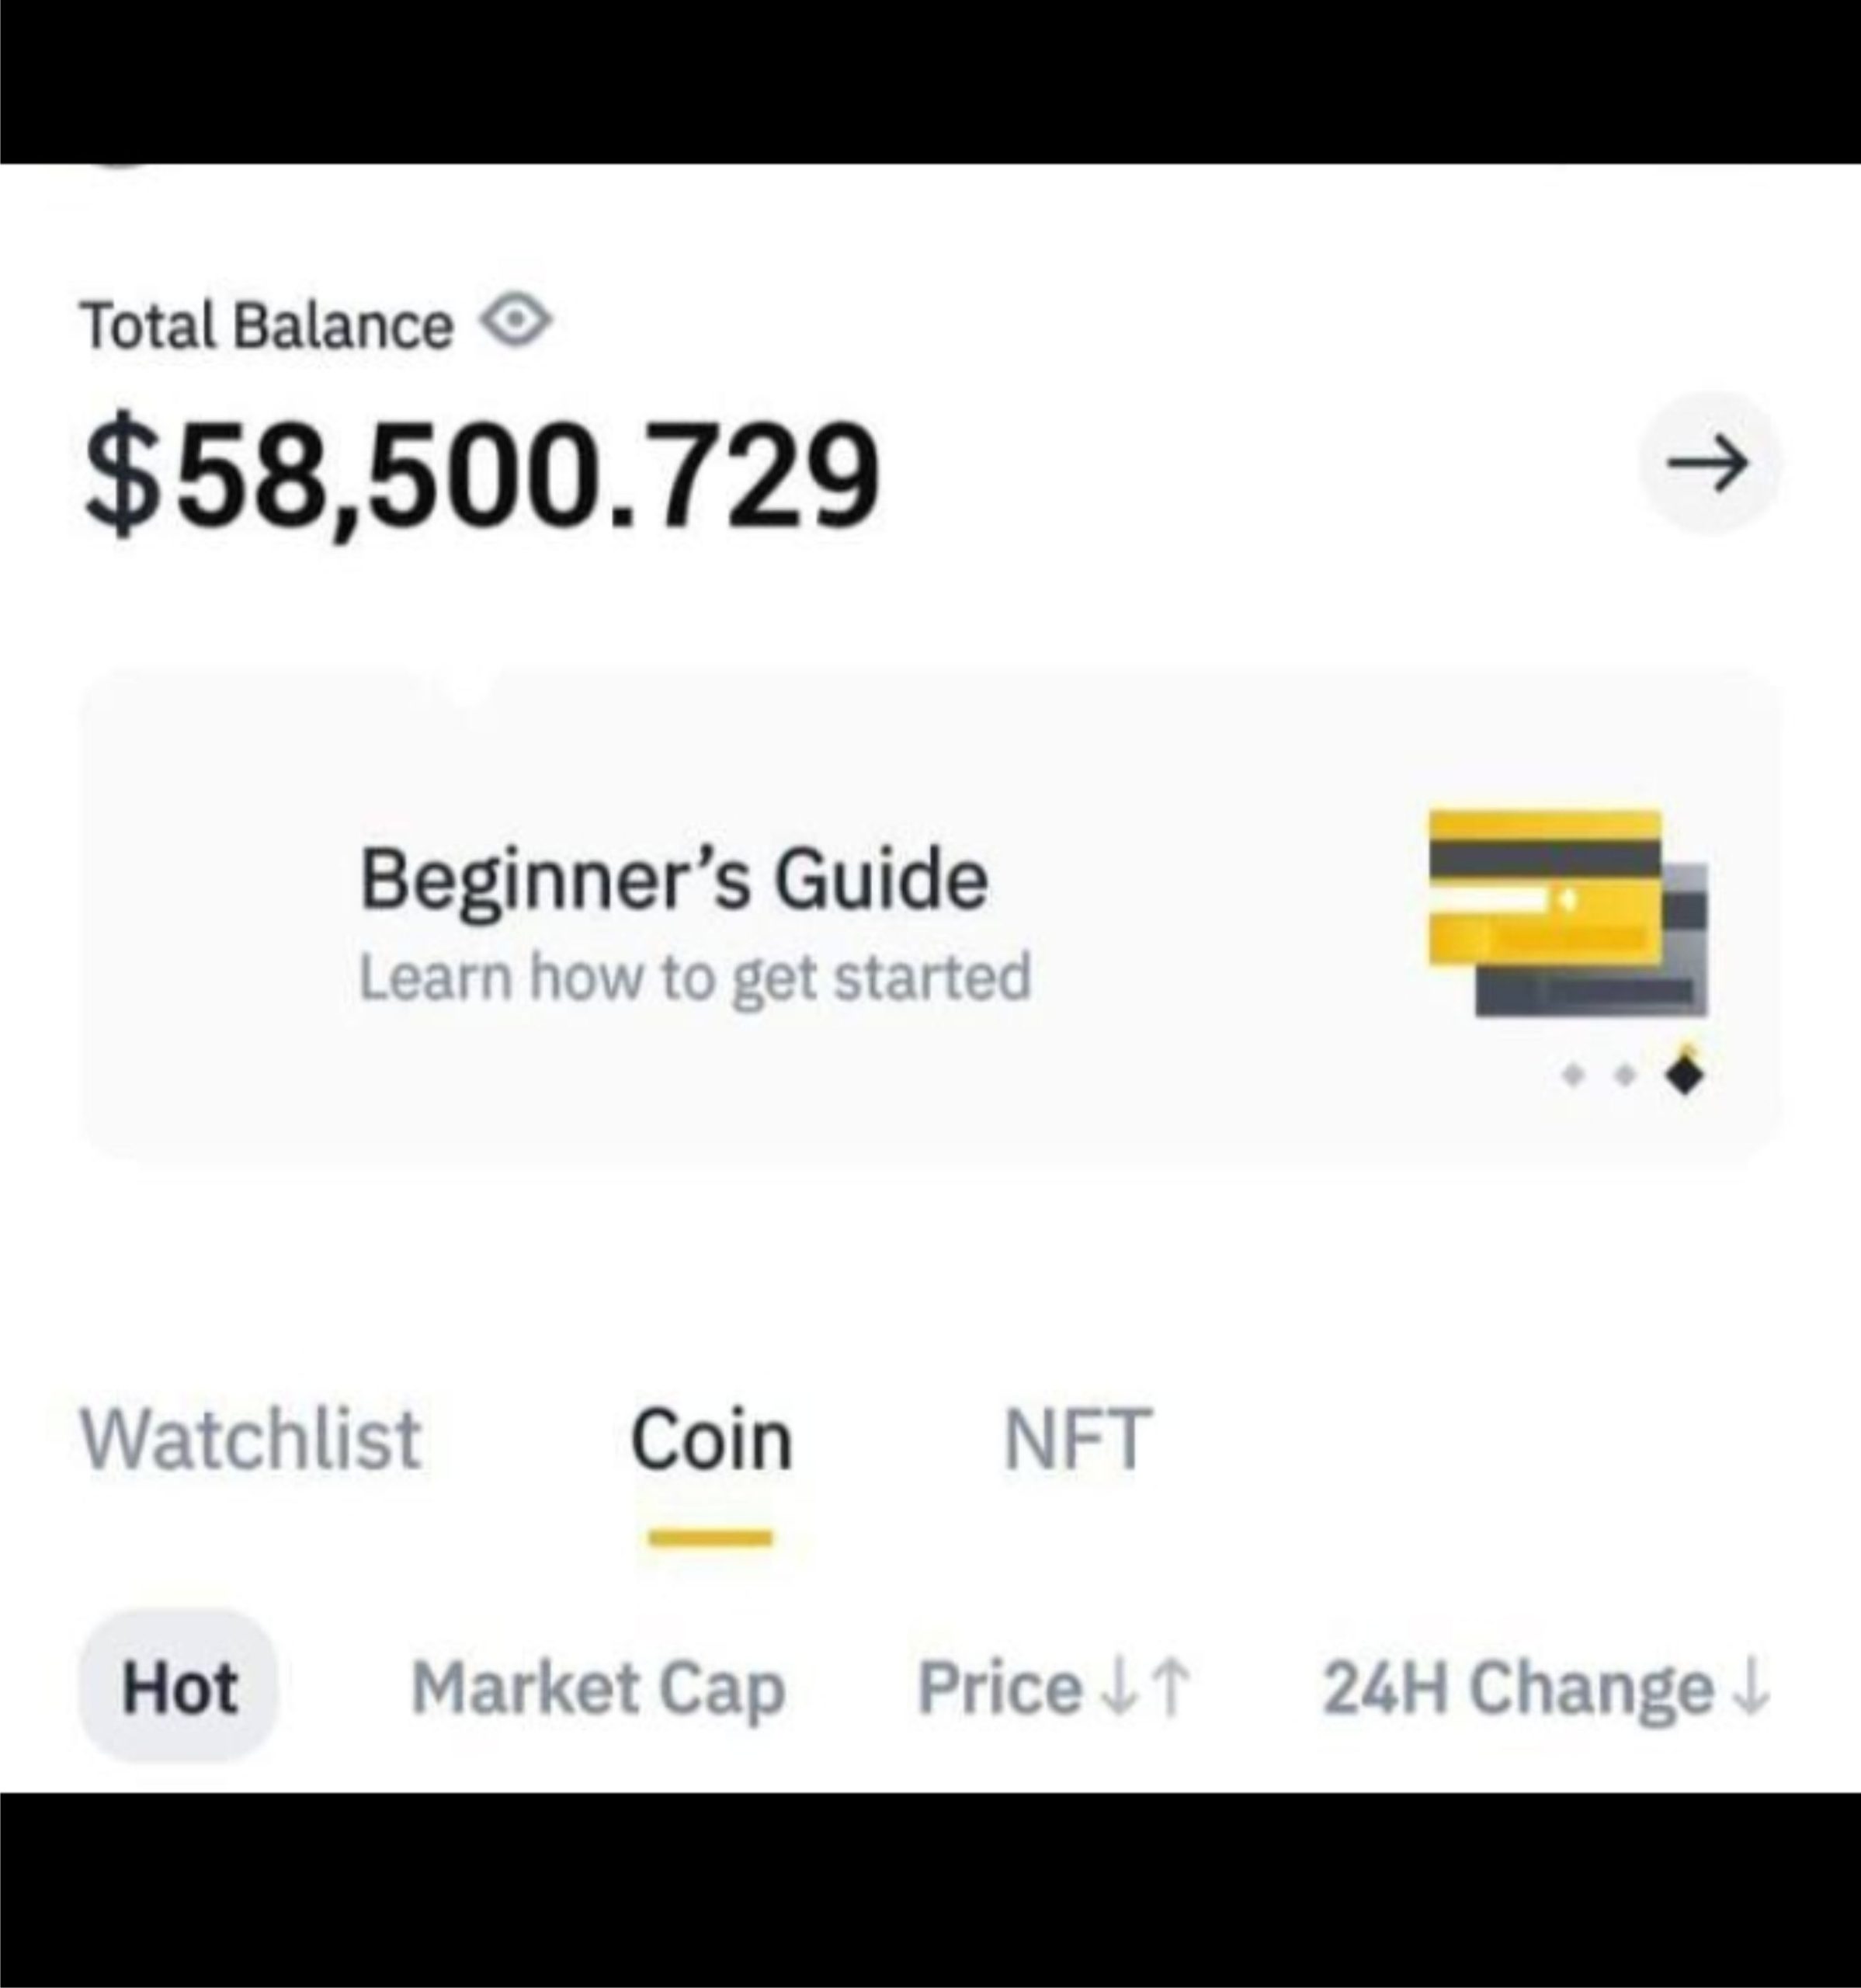 Total Balance
$58,500.729
Beginner’s Guide
Learn how to get started
Watchlist Coin NFT
Hot Market Cap Price↓↑ 24H Change↓